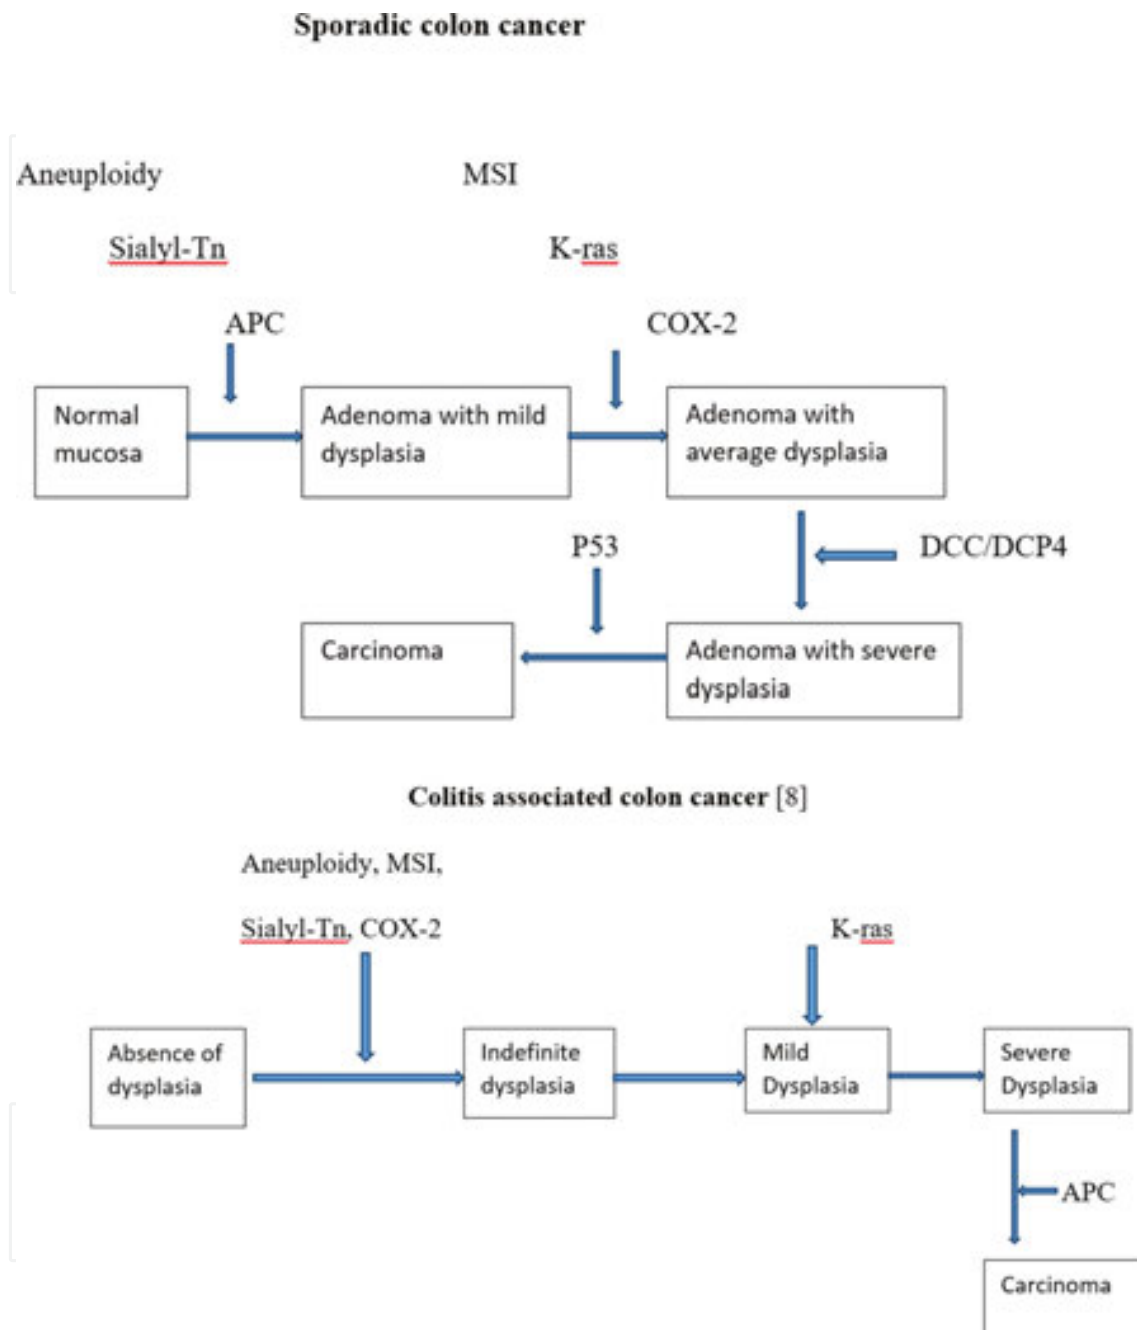 Sporadic colon cancer
Aneuploidy MSI
Sialyl-Tn K-ras
APC COX-2
Normal
mucosa
Adenoma with mild
dysplasia
Adenoma with
average dysplasia
P53 DCC/DCP4
Carcinoma
Adenoma with severe
dysplasia
Colitis associated colon cancer [8]
Aneuploidy, MSI,
Sialyl-Tn, COX-2
K-ras
Absence of
dysplasia
Indefinite
dysplasia
Mild
Dysplasia
Severe
Dysplasia
APC
Carcinoma